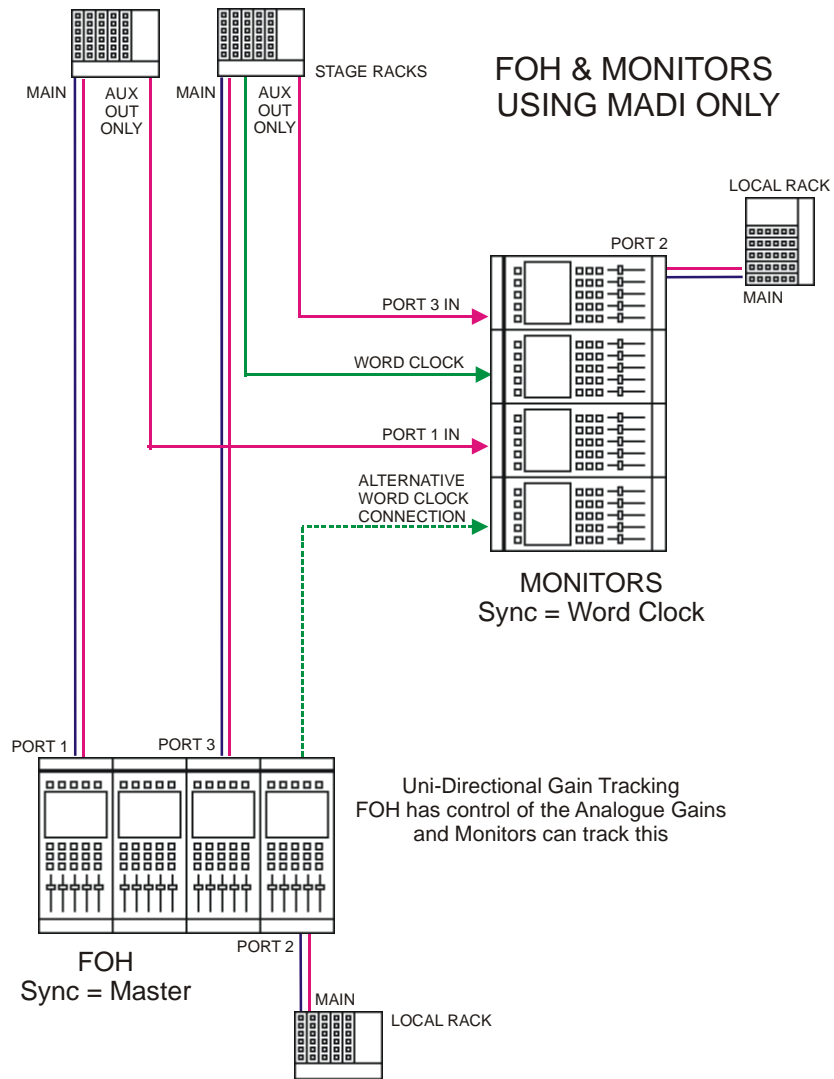 STAGE RACKS
FOH & MONITORS
USING MADI ONLY
MAIN
AUX
OUT
ONLY
MAIN
AUX
OUT
ONLY
LOCAL RACK
PORT 2
MAIN
PORT 3 IN
WORD CLOCK
PORT 1 IN
ALTERNATIVE
WORD CLOCK
CONNECTION
MONITORS
Sync = Word Clock
PORT 1
PORT 3
Uni-Directional Gain Tracking
FOH has control of the Analogue Gains
and Monitors can track this
PORT 2
FOH
Sync = Master
MAIN
LOCAL RACK